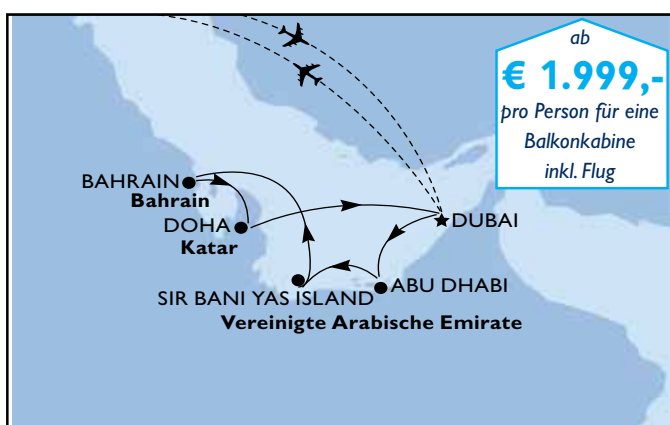 ab
€ 1.999,-
pro Person für eine
Balkonkabine
inkl. Flug
BAHRAIN
Bahrain
DOHA
Katar
DUBAI
SIR BANI YAS ISLAND
ABU DHABI
Vereinigte Arabische Emirate